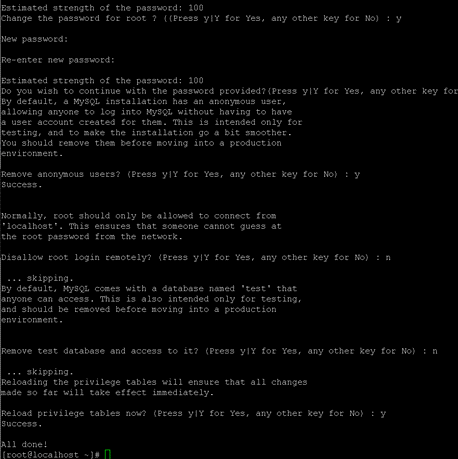 Estimated strength of the password: 100
Change the password for root ? ((Press y|Y for Yes, any other key for No) : y
New password:
Re-enter new password:
Estimated strength of the password: 100
Do you wish to continue with the password provided?(Press y|Y for Yes, any other key for
By default, a MySQL installation has an anonymous user,
allowing anyone to log into MySQL without having to have
a user account created for them. This is intended only for
testing, and to make the installation go a bit smoother.
You should remove them before moving into a production
environment.
Remove anonymous users? (Press y|Y for Yes, any other key for No) : y
Success.
Normally, root should only be allowed to connect from
'localhost'. This ensures that someone cannot guess at
the root password from the network.
Disallow root login remotely? (Press y|Y for Yes, any other key for No) : n
... skipping.
By default, MySQL comes with a database named 'test' that
anyone can access. This is also intended only for testing,
and should be removed before moving into a production
environment.
Remove test database and access to it? (Press y|Y for Yes, any other key for No) : n
... skipping.
Reloading the privilege tables will ensure that all changes
made so far will take effect immediately.
Reload privilege tables now? (Press y|Y for Yes, any other key for No) : y
Success.
All done!
[root@localhost ~]#